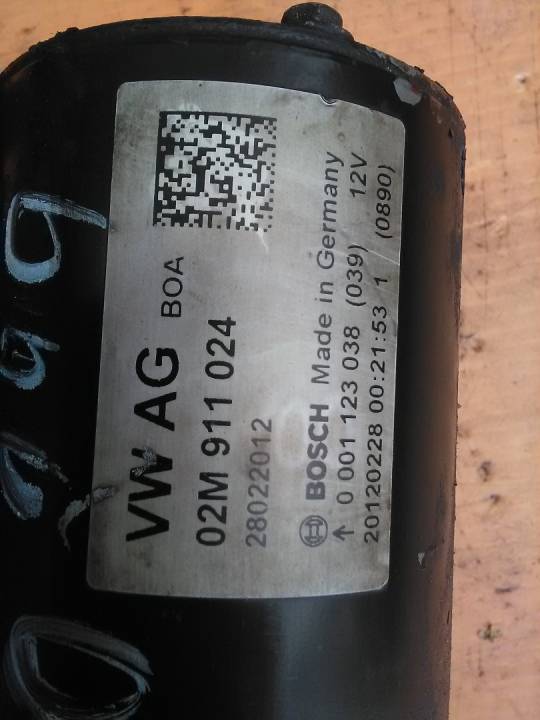 VW AG BOA
02M 911 024
28022012
BOSCH Made in Germany
↑ 0 001 123 038 (039) 12V
20120228 00:21:53 1 (0890)